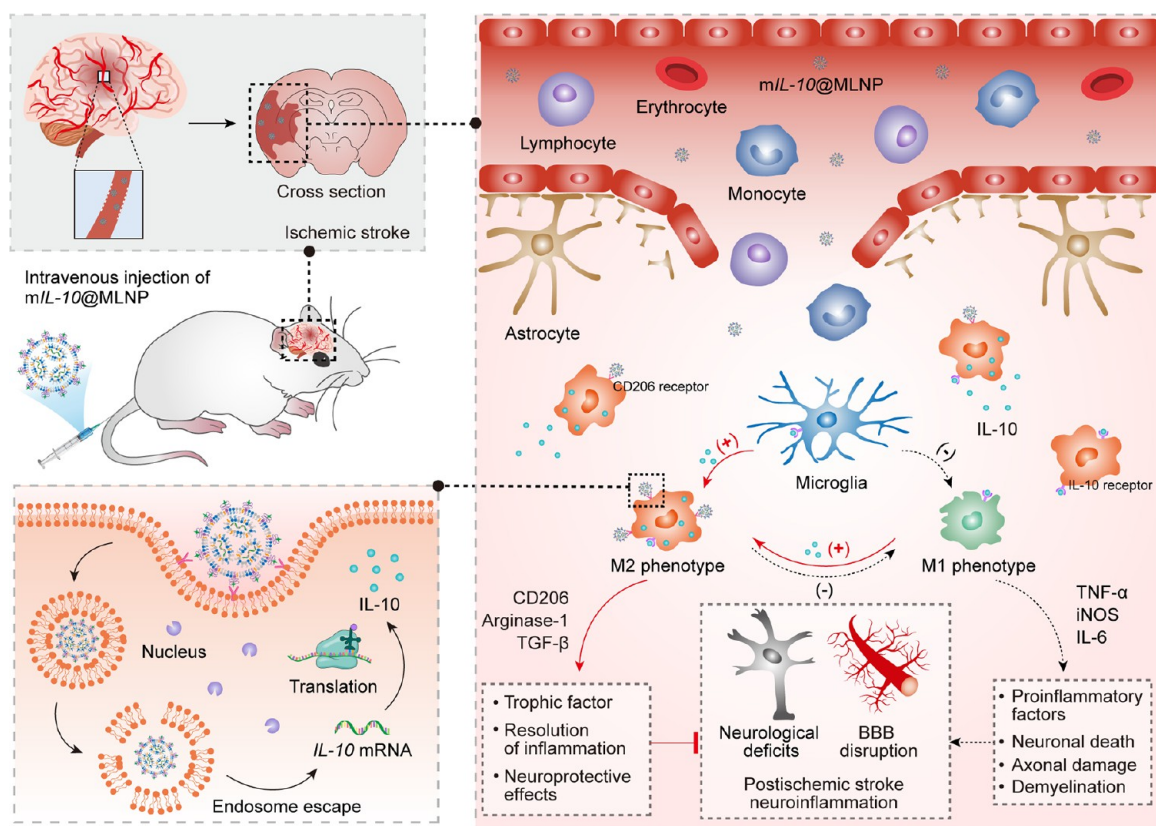 Cross section
Ischemic stroke
Intravenous injection of
mIL-10@MLNP
Erythrocyte
mIL-10@MLNP
Lymphocyte
Monocyte
Astrocyte
CD206 receptor
IL-10
(+)
(-)
Microglia
IL-10 receptor
M2 phenotype
(+)
(-)
M1 phenotype
CD206
Arginase-1
TGF-β
TNF-α
iNOS
IL-6
• Trophic factor
• Resolution
of inflammation
• Neuroprotective
effects
Neurological
deficits
BBB
disruption
Postischemic stroke
neuroinflammation
• Proinflammatory
factors
• Neuronal death
• Axonal damage
• Demyelination
IL-10
Nucleus
Translation
IL-10 mRNA
Endosome escape